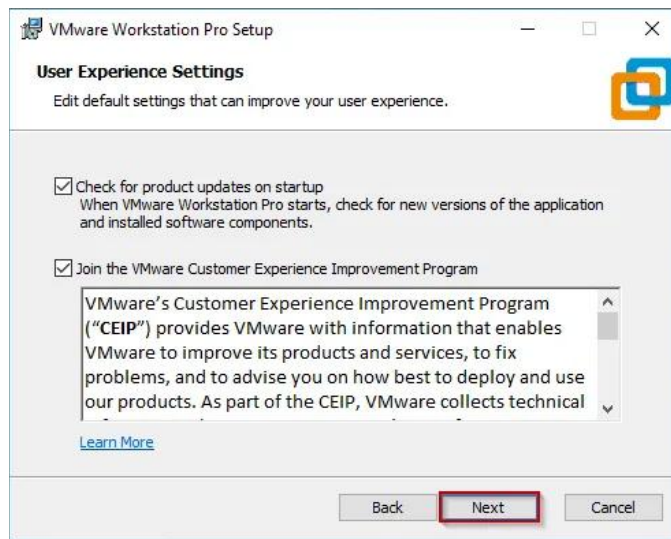 VMware Workstation Pro Setup
User Experience Settings
Edit default settings that can improve your user experience.
Check for product updates on startup
When VMware Workstation Pro starts, check for new versions of the application
and installed software components.
Join the VMware Customer Experience Improvement Program
VMware’s Customer Experience Improvement Program
(“CEIP”) provides VMware with information that enables
VMware to improve its products and services, to fix
problems, and to advise you on how best to deploy and use
our products. As part of the CEIP, VMware collects technical
Learn More
Back
Next
Cancel